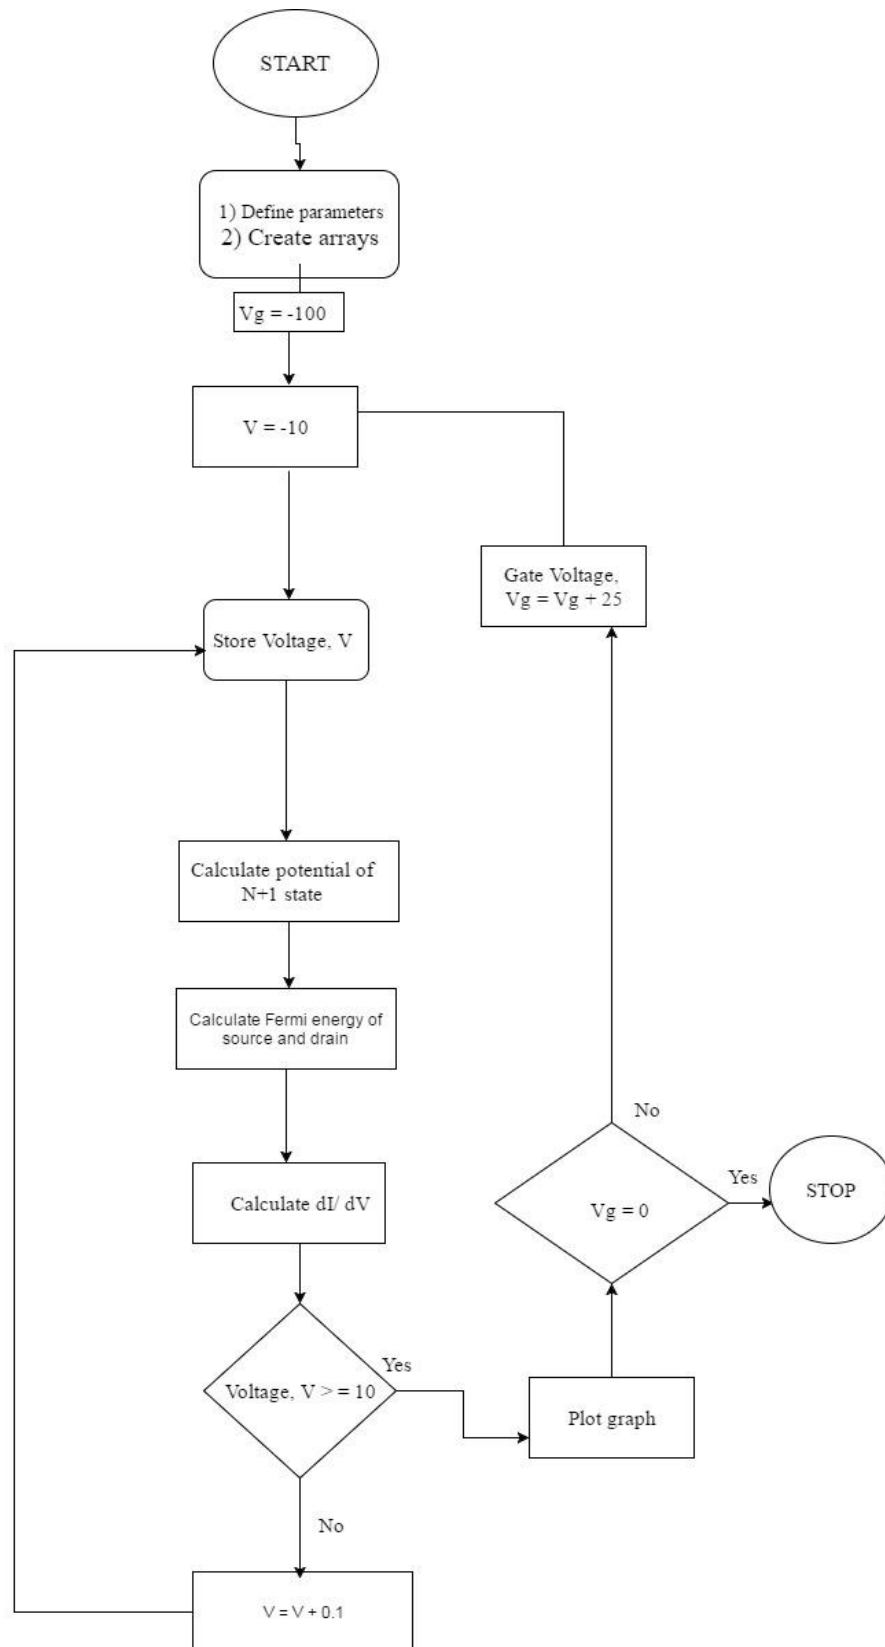 START
1) Define parameters
2) Create arrays
Vg = -100
V = -10
Gate Voltage,
Vg = Vg + 25
Store Voltage, V
Calculate potential of
N+1 state
Calculate Fermi energy of
source and drain
No
Calculate dI/ dV
Vg = 0
Yes
STOP
Voltage, V > = 10
Yes
Plot graph
No
V = V + 0.1